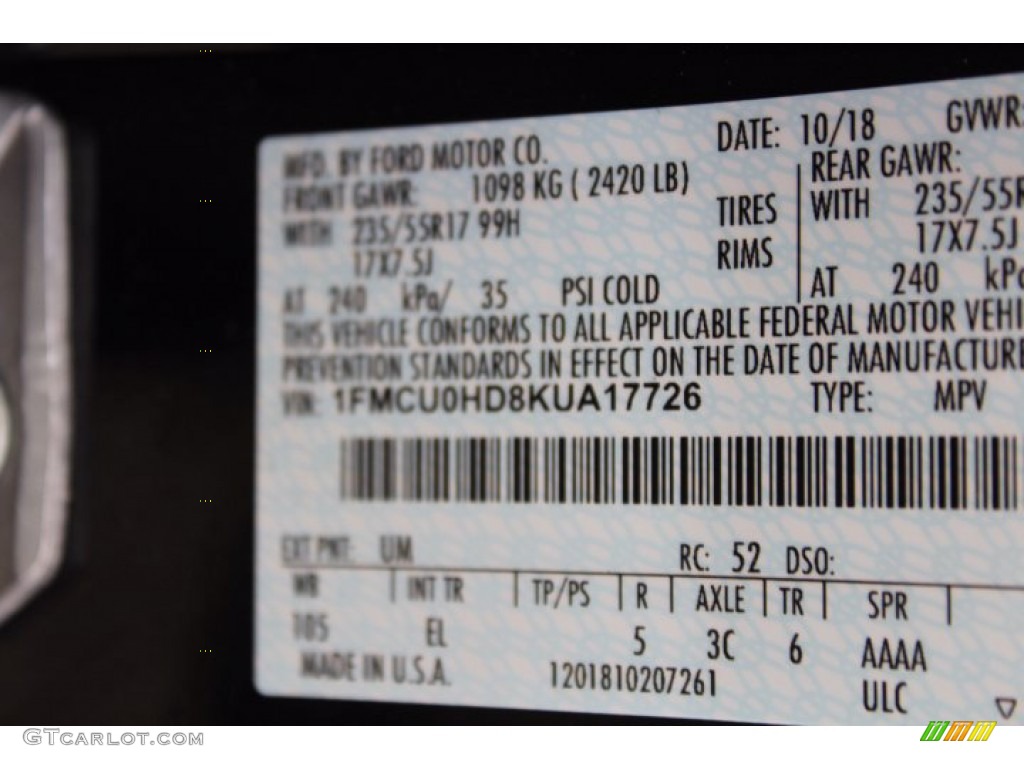 MFD. BY FORD MOTOR CO. DATE: 10/18 GVWR:
FRONT GAWR: 1098 KG ( 2420 LB) REAR GAWR:
WITH 235/55R17 99H TIRES WITH 235/55R
17X7.5J RIMS 17X7.5J
AT 240 kPa/ 35 PSI COLD AT 240 kPa
THIS VEHICLE CONFORMS TO ALL APPLICABLE FEDERAL MOTOR VEHI
PREVENTION STANDARDS IN EFFECT ON THE DATE OF MANUFACTURE
VIN: 1FMCU0HD8KUA17726 TYPE: MPV
EXT PNT: UM RC: 52 DSO:
WB INT TR TP/PS R AXLE TR SPR
105 EL 5 3C 6 AAAA
MADE IN U.S.A. 1201810207261 ULC
GTCARLOT.COM